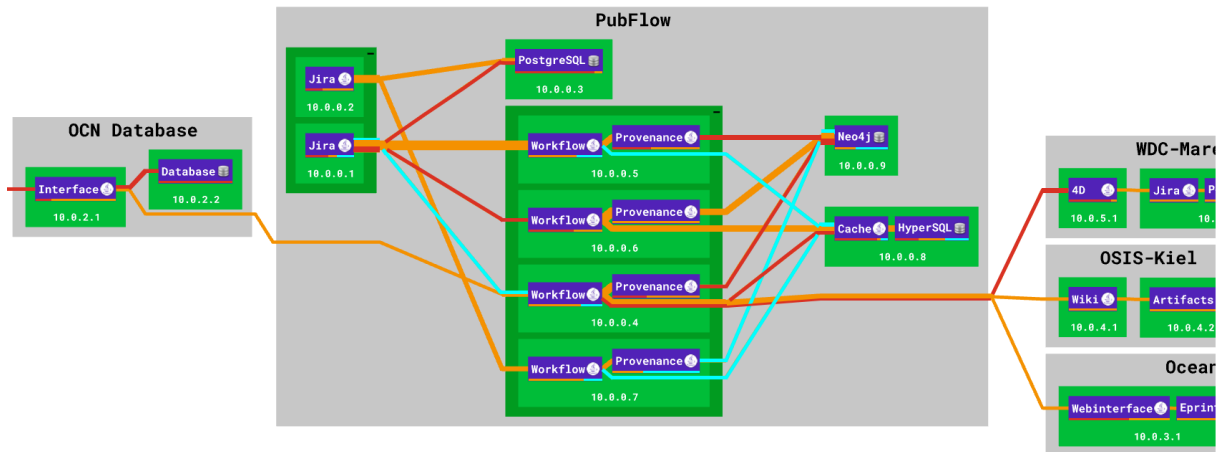 PubFlow
Jira
10.0.0.2
Jira
10.0.0.1
PostgreSQL
10.0.0.3
Workflow
Provenance
10.0.0.5
Workflow
Provenance
10.0.0.6
Workflow
Provenance
10.0.0.4
Workflow
Provenance
10.0.0.7
Neo4j
10.0.0.9
Cache
HyperSQL
10.0.0.8
OCN Database
Interface
10.0.2.1
Database
10.0.2.2
WDC-Mare
4D
10.0.5.1
Jira
P
10.
OSIS-Kiel
Wiki
10.0.4.1
Artifacts
10.0.4.2
Ocean
Webinterface
Eprin
10.0.3.1